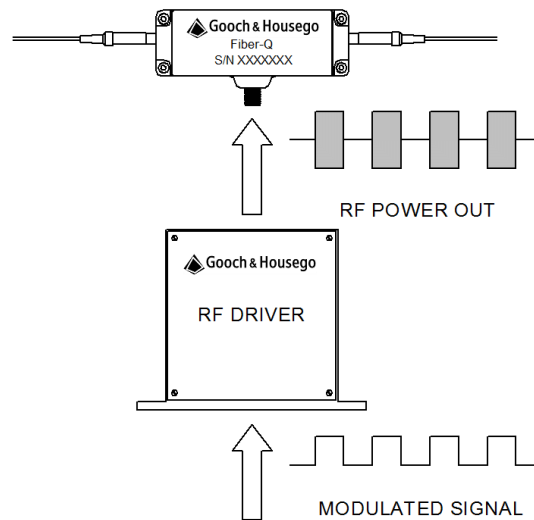 Gooch & Housego
Fiber-Q
S/N XXXXXXX
RF POWER OUT
Gooch & Housego
RF DRIVER
MODULATED SIGNAL